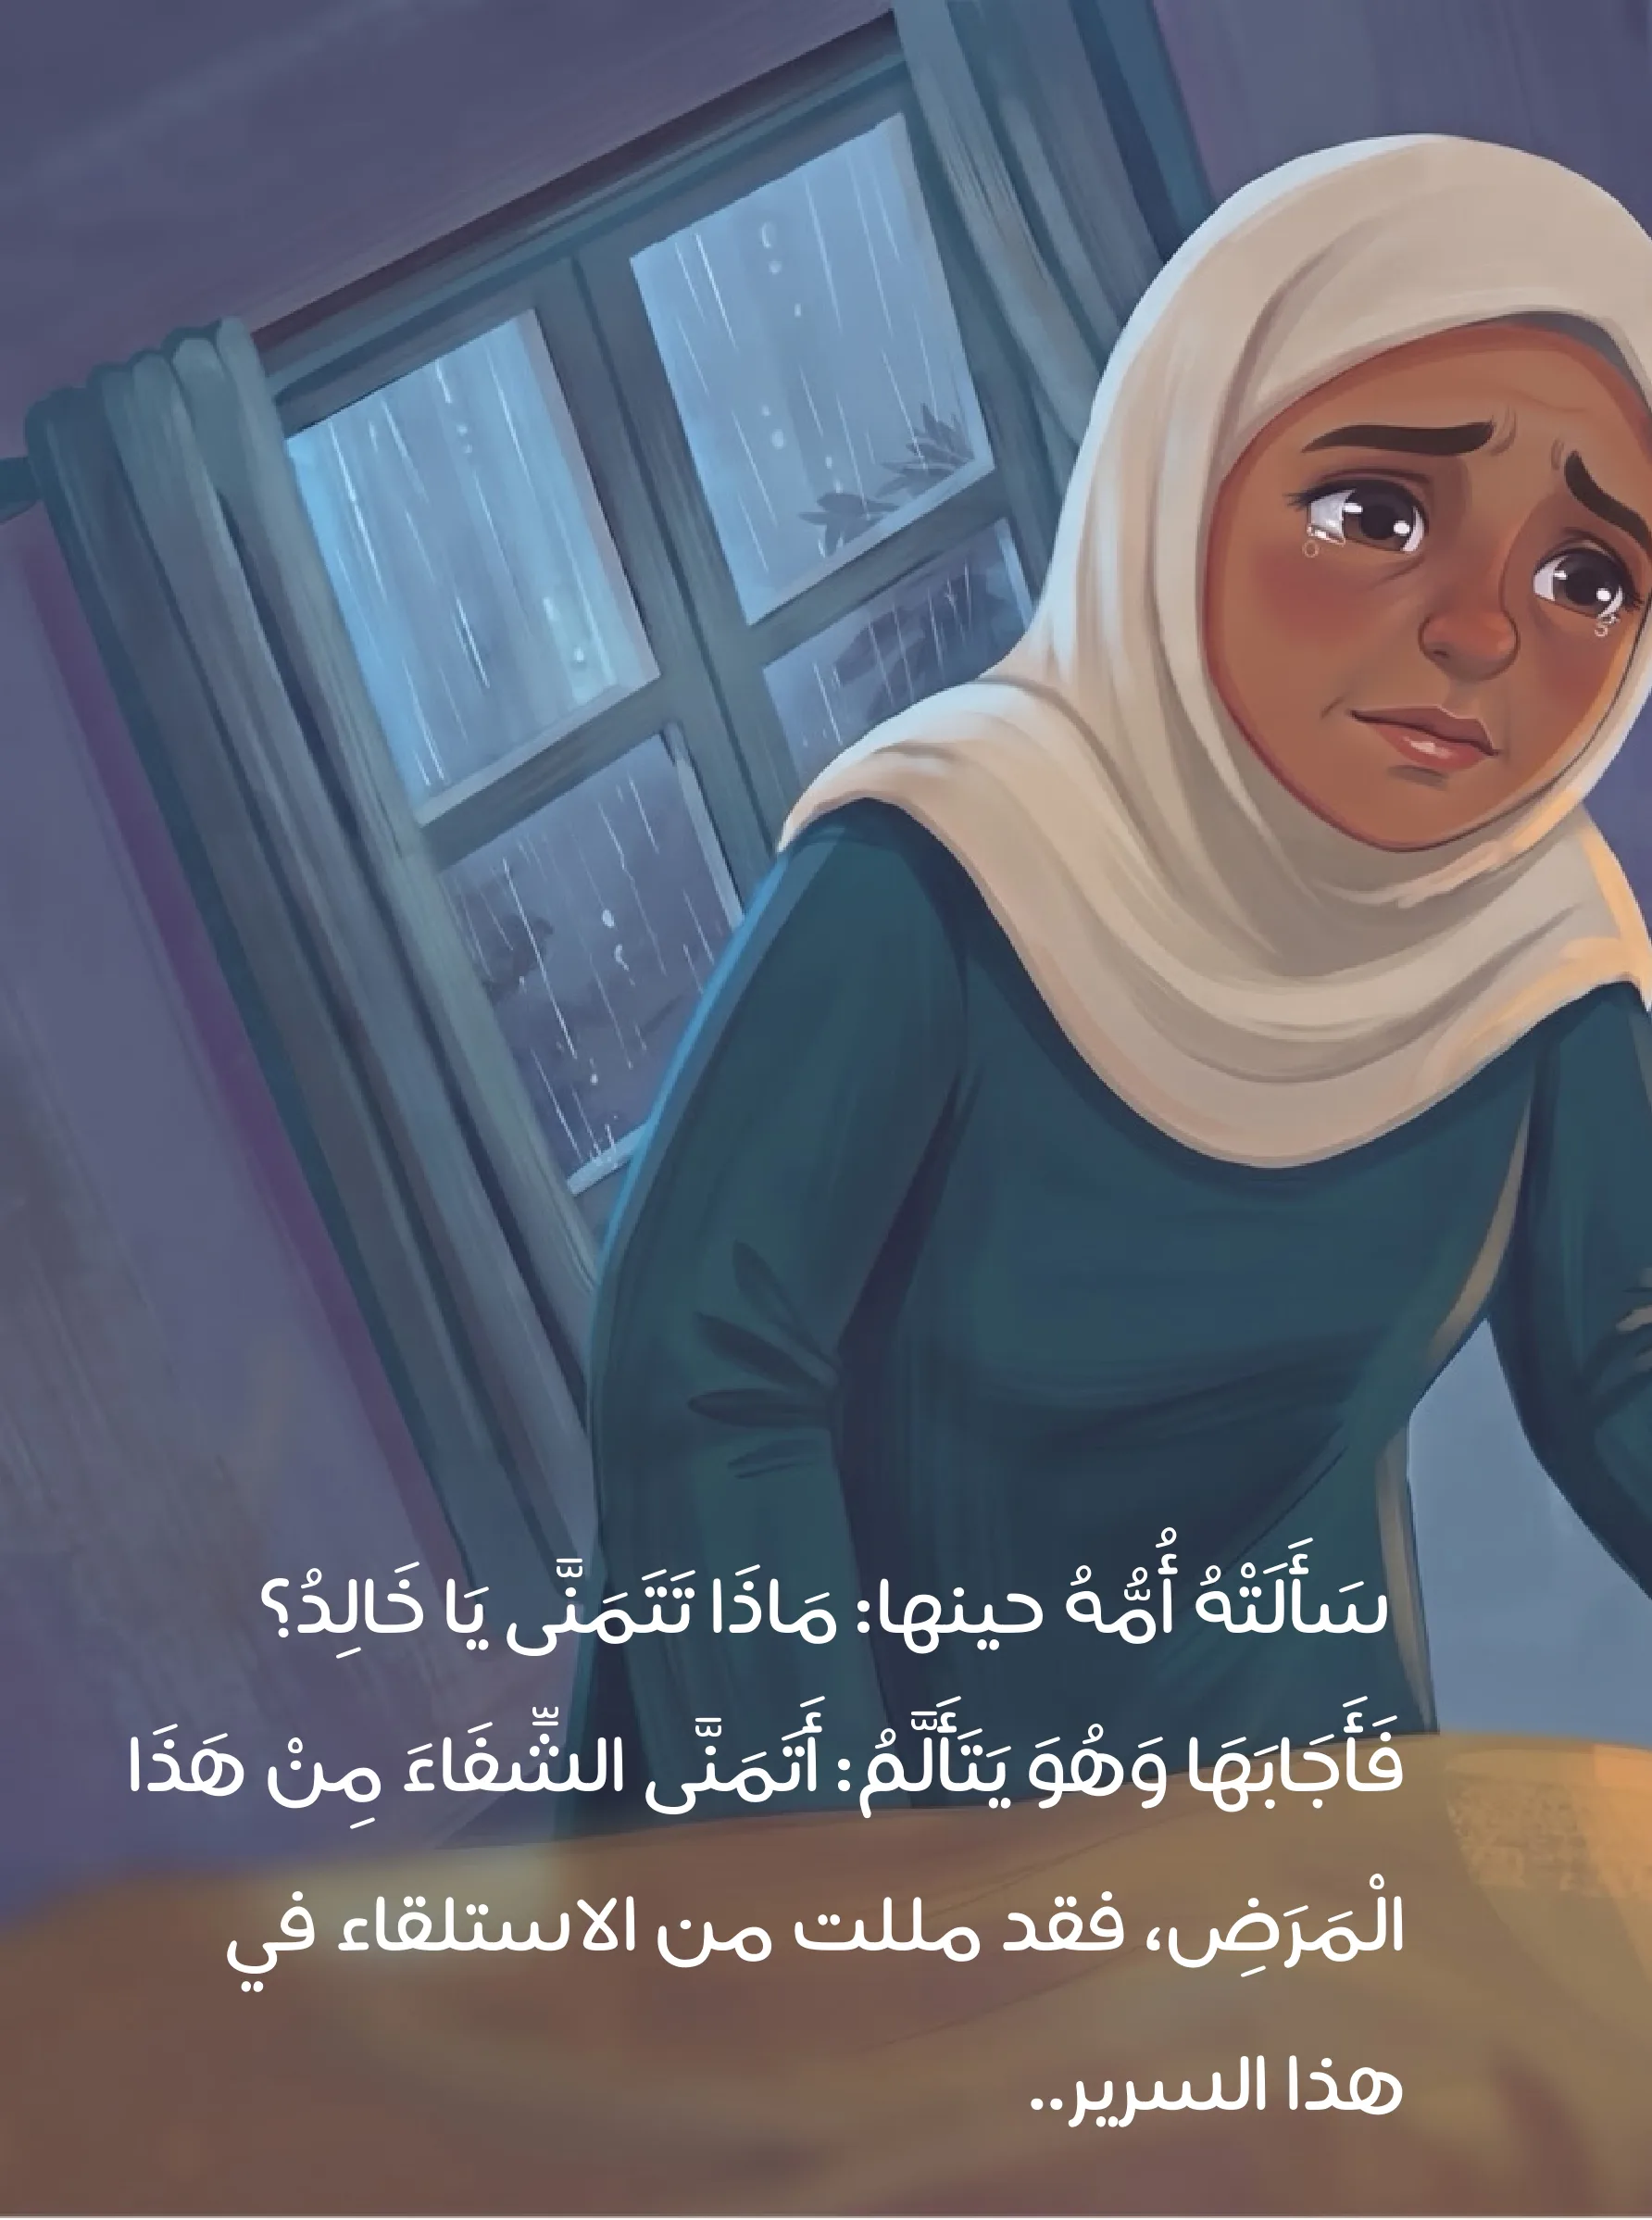 سَأَلَتْهُ أُمُّهُ حينها: مَاذَا تَتَمَنَّى يَا خَالِدُ؟
فَأَجَابَهَا وَهُوَ يَتَأَلَّمُ: أَتَمَنَّى الشِّفَاءَ مِنْ هَذَا
الْمَرَضِ، فقد مللت من الاستلقاء في
هذا السرير..